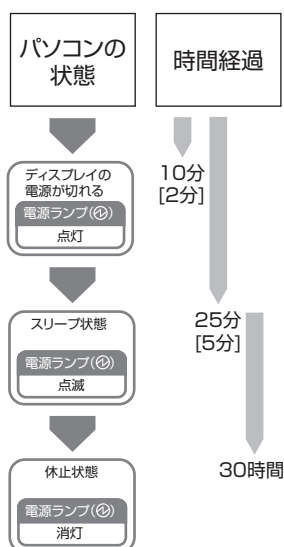 パソコンの
状態
時間経過
10分
[2分]
ディスプレイの
電源が切れる
電源ランプ()
点灯
25分
[5分]
スリープ状態
電源ランプ()
点滅
30時間
休止状態
電源ランプ()
消灯